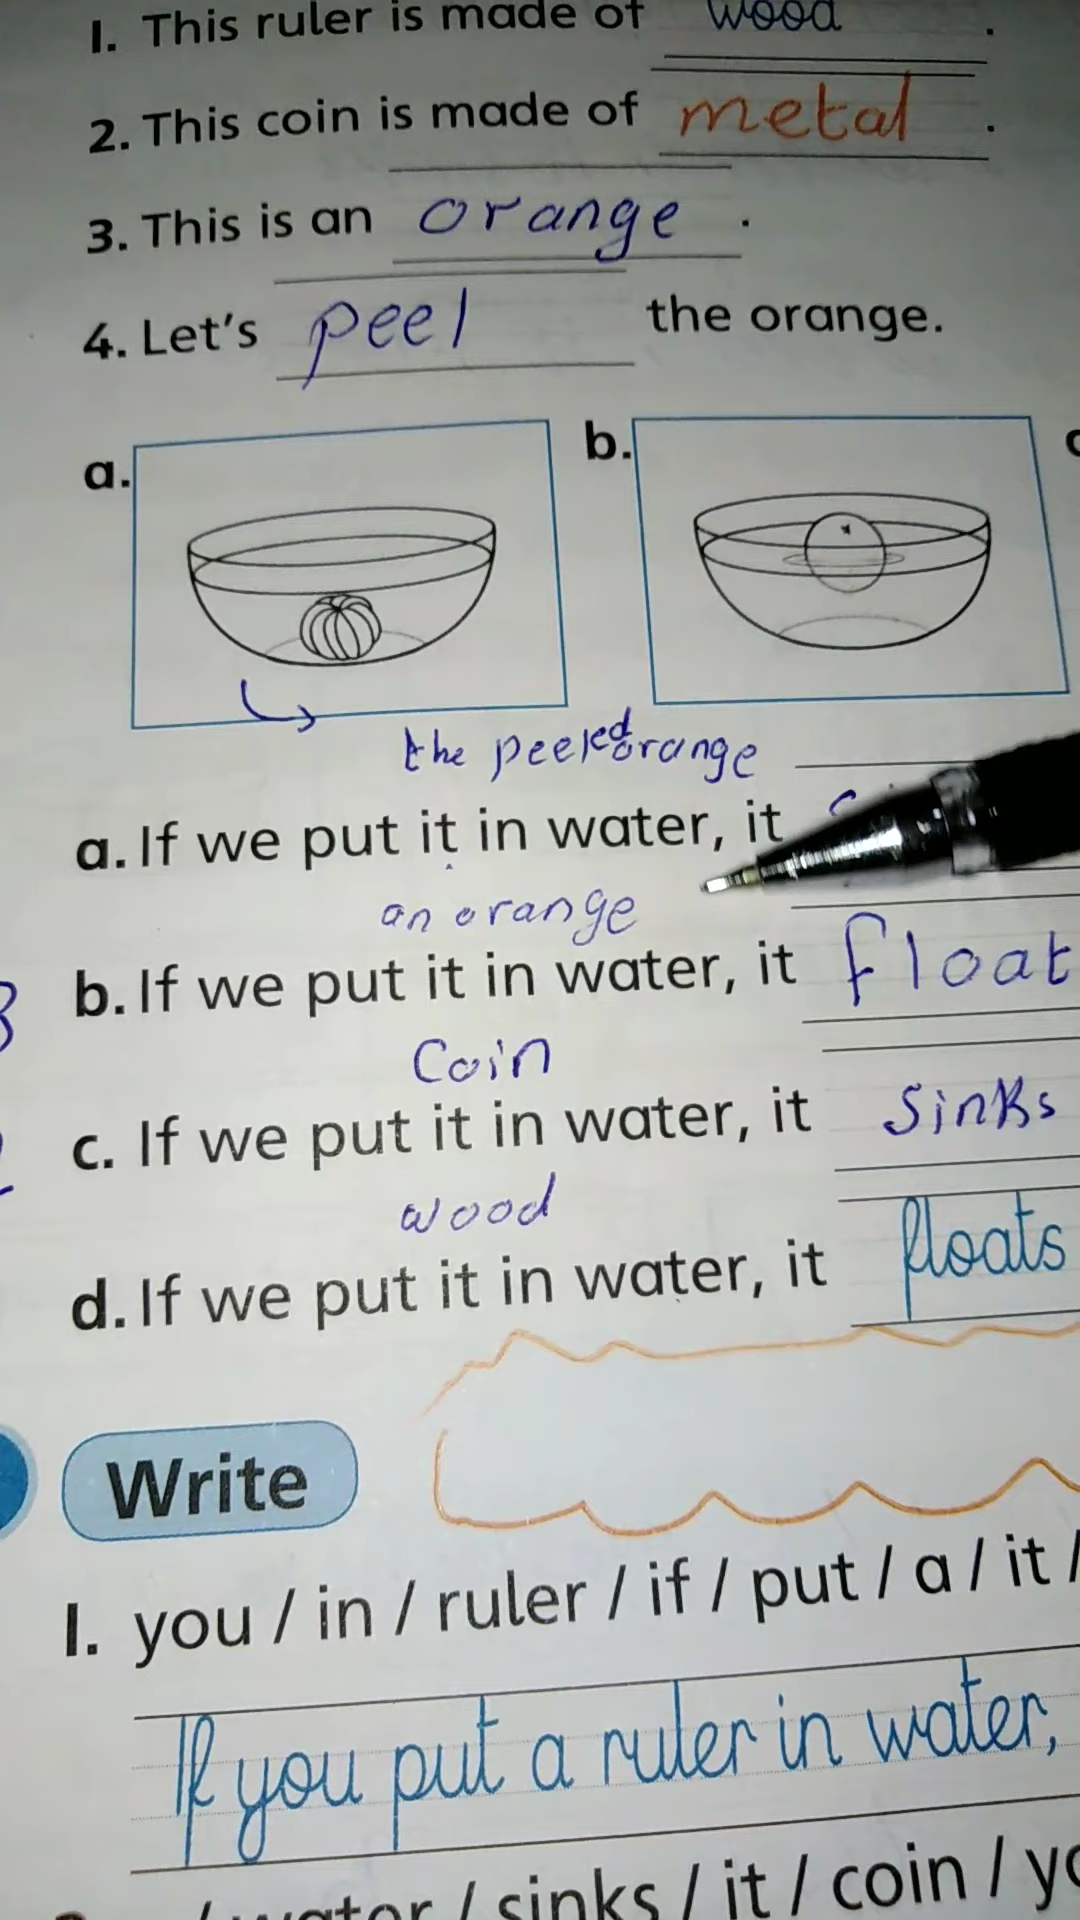 1. This ruler is made of wood.
2. This coin is made of metal.
3. This is an orange.
4. Let's peel the orange.
a. b.
the peeled orange
a. If we put it in water, it
an orange
b. If we put it in water, it float
Coin
c. If we put it in water, it sinks
wood
d. If we put it in water, it floats
Write
1. you / in / ruler / if / put / a / it /
If you put a ruler in water,
/ water / sinks / it / coin / yo